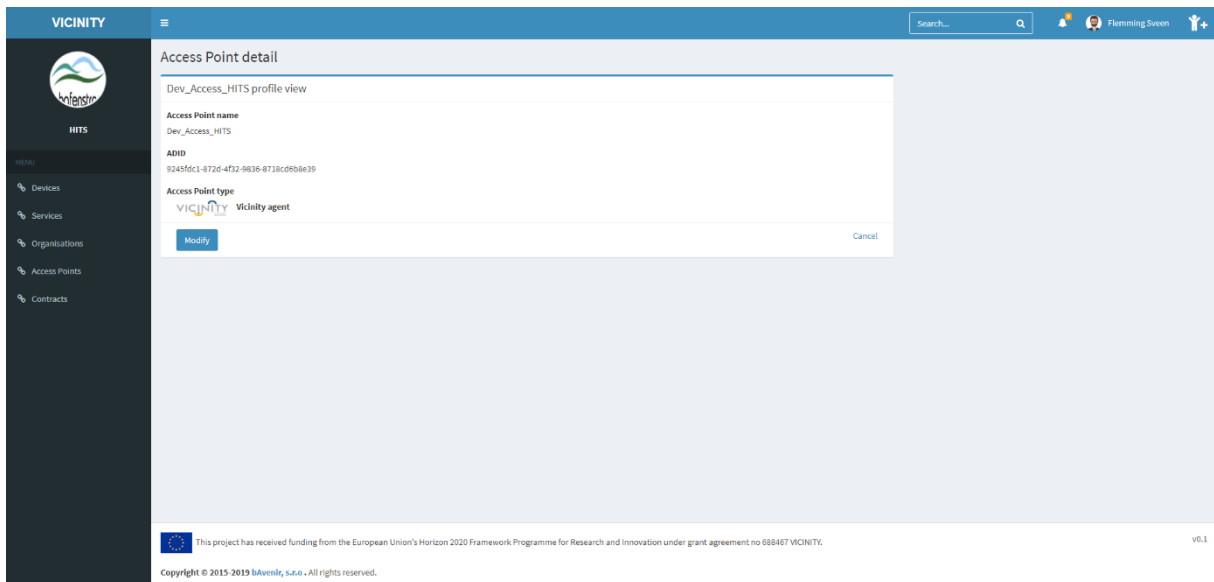 VICINITY
Search...
Flemming Sveen
hofenstro
HITS
MENU
Devices
Services
Organisations
Access Points
Contracts
Access Point detail
Dev_Access_HITS profile view
Access Point name
Dev_Access_HITS
ADID
9245fdc1-872d-4f32-9836-8718cd6b8e39
Access Point type
VICINITY Vicinity agent
Modify
Cancel
This project has received funding from the European Union's Horizon 2020 Framework Programme for Research and Innovation under grant agreement no 688467 VICINITY.
v0.1
Copyright © 2015-2019 bAvenir, s.r.o . All rights reserved.